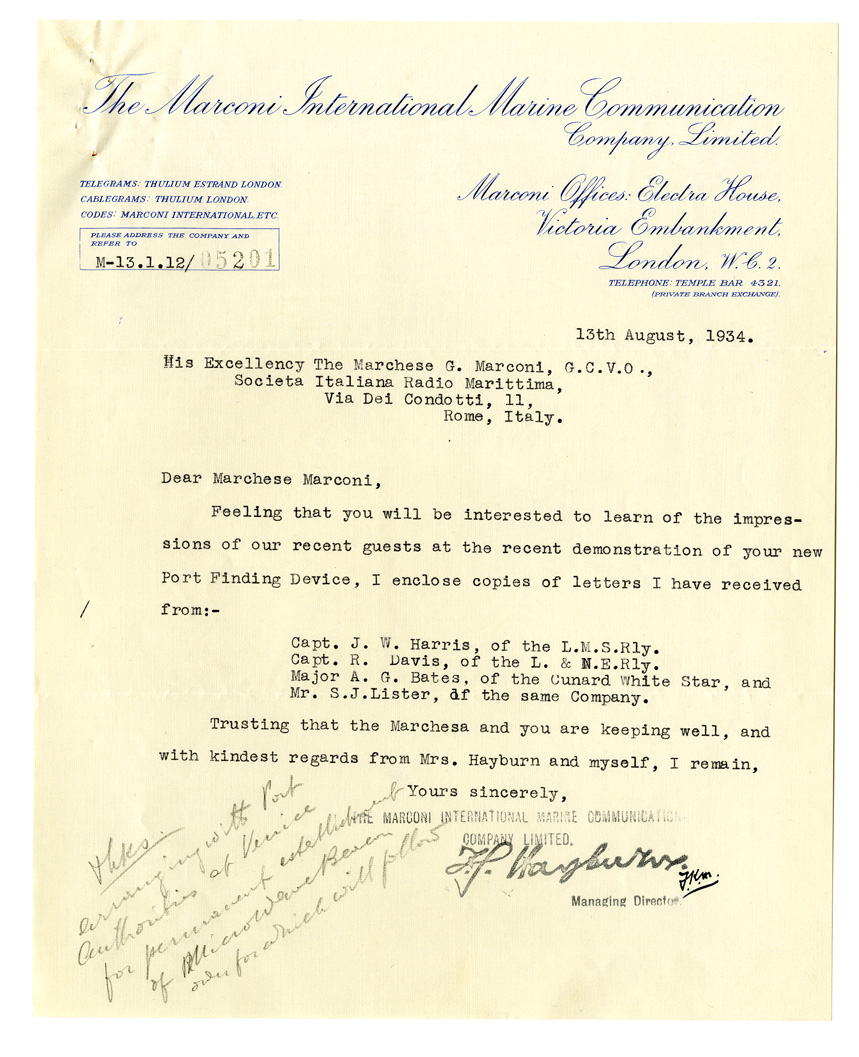 The Marconi International Marine Communication
Company, Limited.
TELEGRAMS: THULIUM ESTRAND LONDON.
CABLEGRAMS: THULIUM LONDON.
CODES: MARCONI INTERNATIONAL, ETC.
Marconi Offices: Electra House,
Victoria Embankment,
London, W.C.2.
TELEPHONE: TEMPLE BAR 4321.
(PRIVATE BRANCH EXCHANGE).
PLEASE ADDRESS THE COMPANY AND
REFER TO
M-13.1.12/05201
13th August, 1934.
His Excellency The Marchese G. Marconi, G.C.V.O.,
Societa Italiana Radio Marittima,
Via Dei Condotti, 11,
Rome, Italy.
Dear Marchese Marconi,
Feeling that you will be interested to learn of the impres-
sions of our recent guests at the recent demonstration of your new
Port Finding Device, I enclose copies of letters I have received
/ from:-
Capt. J. W. Harris, of the L.M.S.Rly.
Capt. R. Davis, of the L. & N.E.Rly.
Major A. G. Bates, of the Cunard White Star, and
Mr. S.J.Lister, of the same Company.
Trusting that the Marchesa and you are keeping well, and
with kindest regards from Mrs. Hayburn and myself, I remain,
Yours sincerely,
THE MARCONI INTERNATIONAL MARINE COMMUNICATION
COMPANY LIMITED.
Managing Director.
thks.
arranging with Port
Authorities at Venice
for permanent establishment
of MicroWave Beacon
order for which will follow